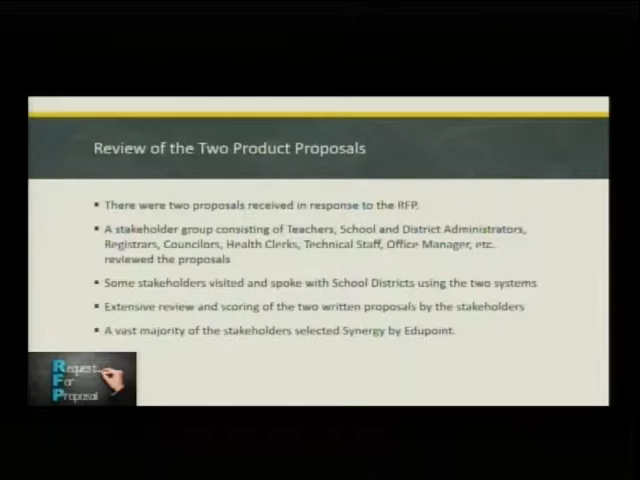 Review of the Two Product Proposals
There were two proposals received in response to the RFP.
A stakeholder group consisting of Teachers, School and District Administrators,
Registrars, Councilors, Health Clerks, Technical Staff, Office Manager, etc.
reviewed the proposals
Some stakeholders visited and spoke with School Districts using the two systems
Extensive review and scoring of the two written proposals by the stakeholders
A vast majority of the stakeholders selected Synergy by Edupoint.
Request
For
Proposal